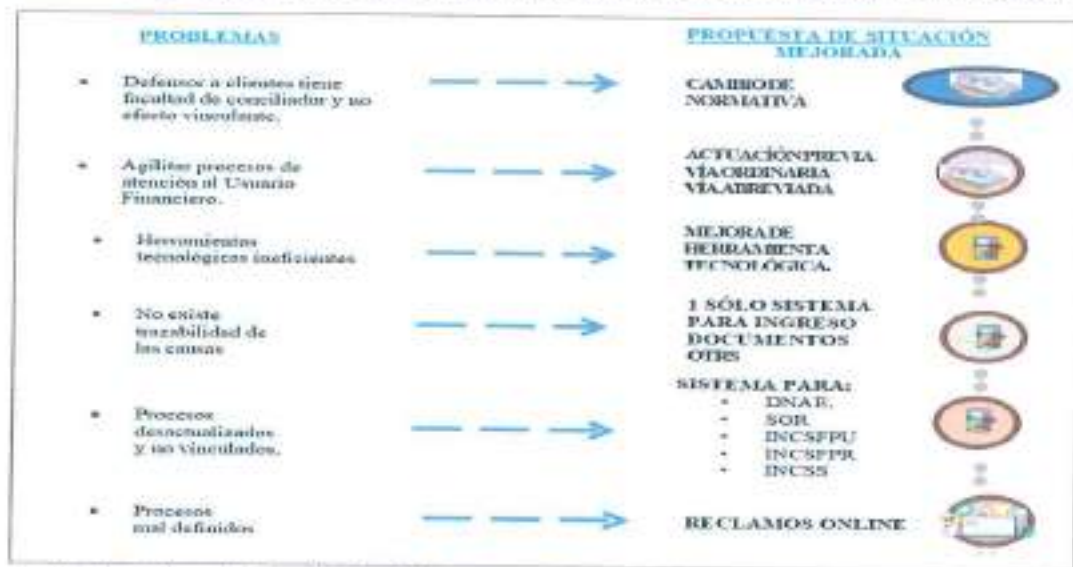 PROBLEMAS
PROPUESTA DE SITUACIÓN
MEJORADA
• Defensor a clientes tiene
facultad de conciliador y no
efecto vinculante.
CAMBIO DE
NORMATIVA
• Agilitar procesos de
atención al Usuario
Financiero.
ACTUACIÓN PREVIA
VÍA ORDINARIA
VÍA ABREVIADA
• Herramientas
tecnológicas ineficientes
MEJORA DE
HERRAMIENTA
TECNOLÓGICA.
• No existe
trazabilidad de
las causas
1 SÓLO SISTEMA
PARA INGRESO
DOCUMENTOS
OTRS
• Procesos
desactualizados
y no vinculados.
SISTEMA PARA:
• DNAR.
• SOR
• INCSFPU
• INCSFPR
• INCSS
• Procesos
mal definidos
RECLAMOS ONLINE